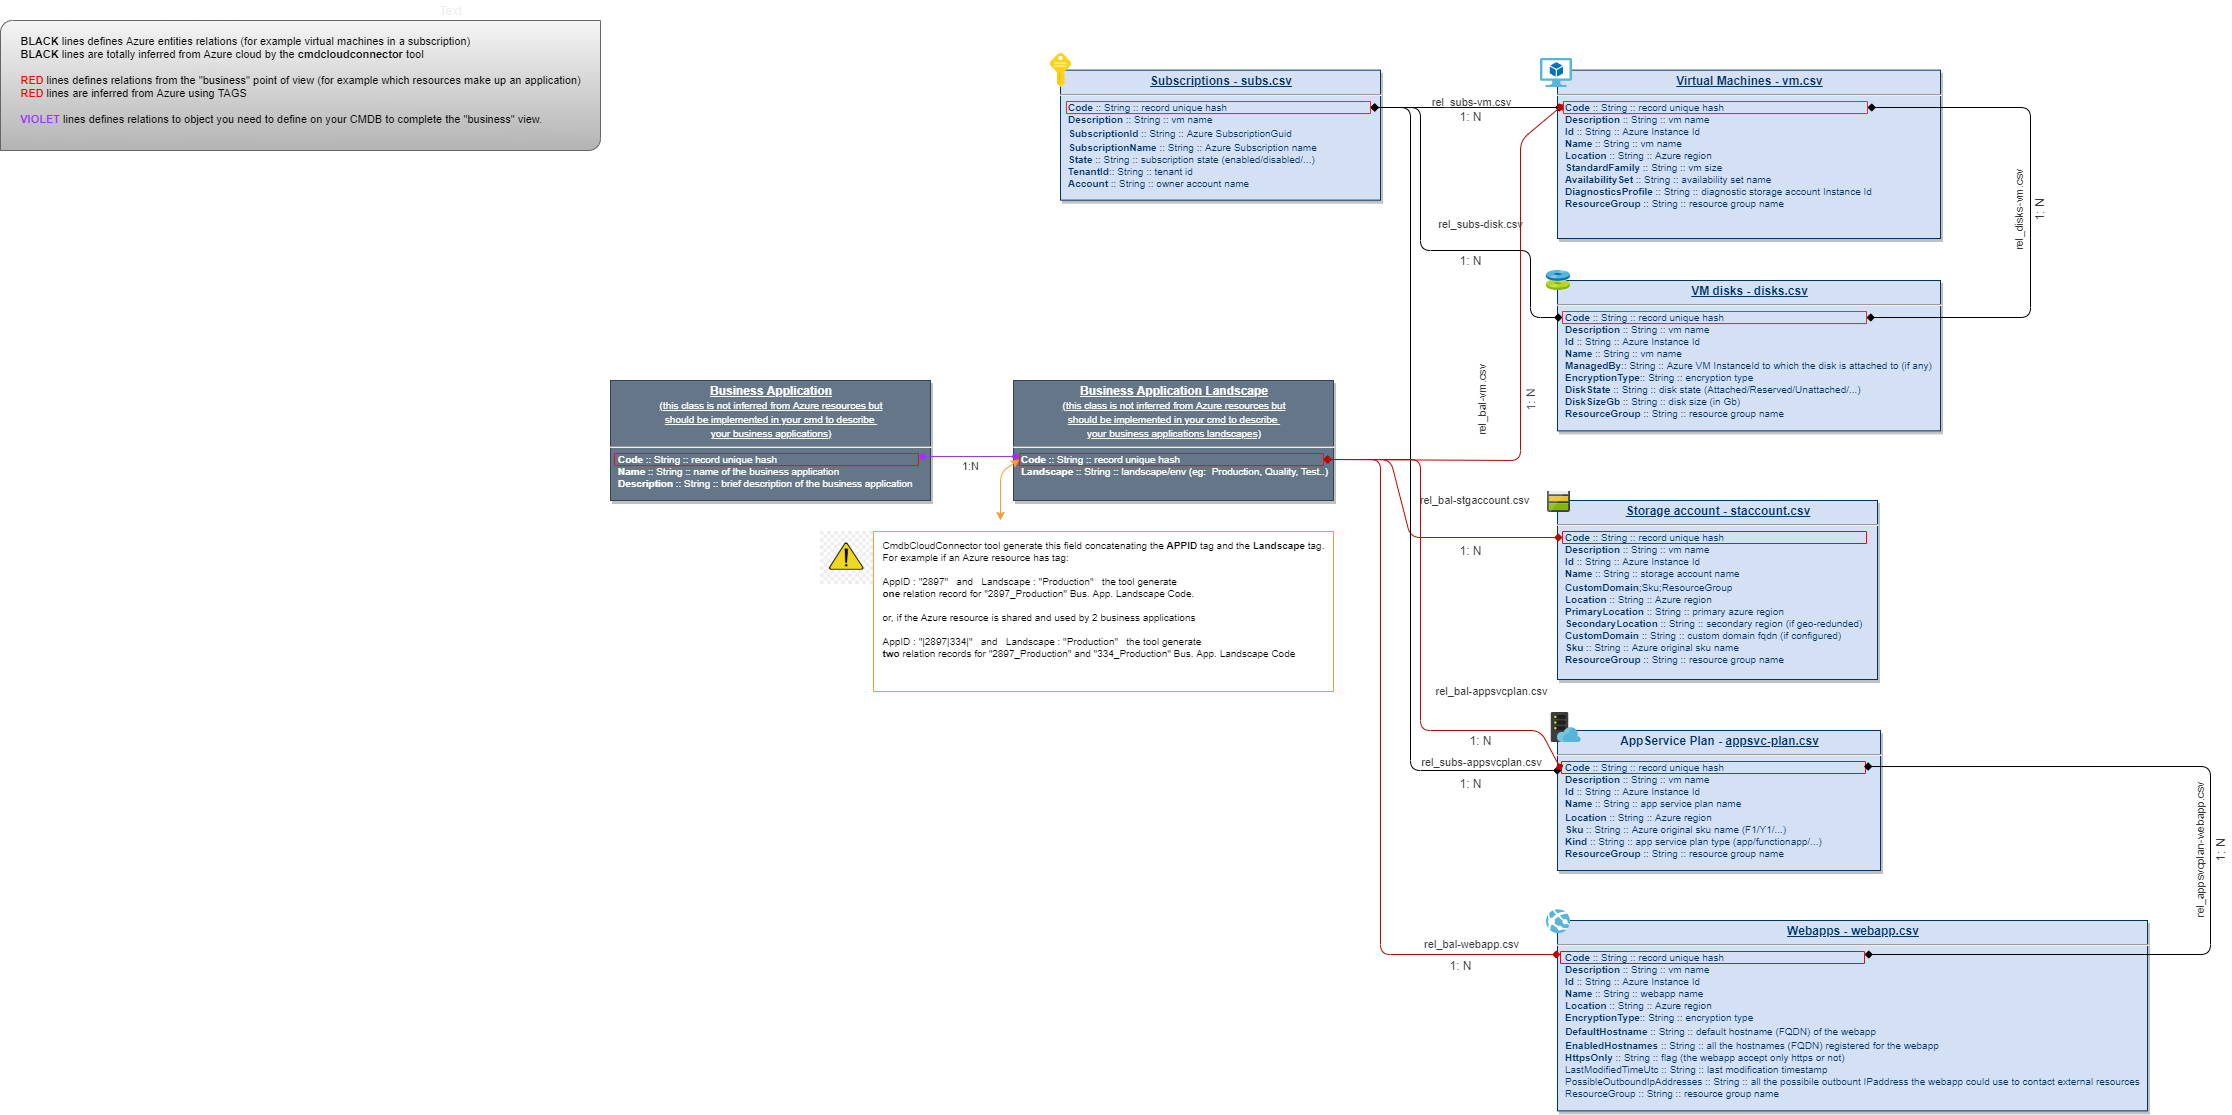 Text
BLACK lines defines Azure entities relations (for example virtual machines in a subscription)
BLACK lines are totally inferred from Azure cloud by the cmdcloudconnector tool
RED lines defines relations from the "business" point of view (for example which resources make up an application)
RED lines are inferred from Azure using TAGS
VIOLET lines defines relations to object you need to define on your CMDB to complete the "business" view.
Subscriptions - subs.csv
Code :: String :: record unique hash
Description :: String :: vm name
SubscriptionId :: String :: Azure SubscriptionGuid
SubscriptionName :: String :: Azure Subscription name
State :: String :: subscription state (enabled/disabled/...)
TenantId:: String :: tenant id
Account :: String :: owner account name
rel_subs-vm.csv
1: N
Virtual Machines - vm.csv
Code :: String :: record unique hash
Description :: String :: vm name
Id :: String :: Azure Instance Id
Name :: String :: vm name
Location :: String :: Azure region
StandardFamily :: String :: vm size
AvailabilitySet :: String :: availability set name
DiagnosticsProfile :: String :: diagnostic storage account Instance Id
ResourceGroup :: String :: resource group name
rel_disks-vm.csv
1: N
rel_subs-disk.csv
1: N
VM disks - disks.csv
Code :: String :: record unique hash
Description :: String :: vm name
Id :: String :: Azure Instance Id
Name :: String :: vm name
ManagedBy:: String :: Azure VM InstanceId to which the disk is attached to (if any)
EncryptionType:: String :: encryption type
DiskState :: String :: disk state (Attached/Reserved/Unattached/...)
DiskSizeGb :: String :: disk size (in Gb)
ResourceGroup :: String :: resource group name
rel_bal-vm.csv
1: N
Business Application
(this class is not inferred from Azure resources but
should be implemented in your cmd to describe
your business applications)
Code :: String :: record unique hash
Name :: String :: name of the business application
Description :: String :: brief description of the business application
1:N
Business Application Landscape
(this class is not inferred from Azure resources but
should be implemented in your cmd to describe
your business applications landscapes)
Code :: String :: record unique hash
Landscape :: String :: landscape/env (eg: Production, Quality, Test..)
CmdbCloudConnector tool generate this field concatenating the APPID tag and the Landscape tag.
For example if an Azure resource has tag:
AppID : "2897" and Landscape : "Production" the tool generate
one relation record for "2897_Production" Bus. App. Landscape Code.
or, if the Azure resource is shared and used by 2 business applications
AppID : "|2897|334|" and Landscape : "Production" the tool generate
two relation records for "2897_Production" and "334_Production" Bus. App. Landscape Code
rel_bal-stgaccount.csv
1: N
Storage account - staccount.csv
Code :: String :: record unique hash
Description :: String :: vm name
Id :: String :: Azure Instance Id
Name :: String :: storage account name
CustomDomain;Sku;ResourceGroup
Location :: String :: Azure region
PrimaryLocation :: String :: primary azure region
SecondaryLocation :: String :: secondary region (if geo-redunded)
CustomDomain :: String :: custom domain fqdn (if configured)
Sku :: String :: Azure original sku name
ResourceGroup :: String :: resource group name
rel_bal-appsvcplan.csv
1: N
rel_subs-appsvcplan.csv
1: N
AppService Plan - appsvc-plan.csv
Code :: String :: record unique hash
Description :: String :: vm name
Id :: String :: Azure Instance Id
Name :: String :: app service plan name
Location :: String :: Azure region
Sku :: String :: Azure original sku name (F1/Y1/...)
Kind :: String :: app service plan type (app/functionapp/...)
ResourceGroup :: String :: resource group name
rel_appsvcplan-webapp.csv
1: N
rel_bal-webapp.csv
1: N
Webapps - webapp.csv
Code :: String :: record unique hash
Description :: String :: vm name
Id :: String :: Azure Instance Id
Name :: String :: webapp name
Location :: String :: Azure region
EncryptionType:: String :: encryption type
DefaultHostname :: String :: default hostname (FQDN) of the webapp
EnabledHostnames :: String :: all the hostnames (FQDN) registered for the webapp
HttpsOnly :: String :: flag (the webapp accept only https or not)
LastModifiedTimeUtc :: String :: last modification timestamp
PossibleOutboundIpAddresses :: String :: all the possibile outbount IPaddress the webapp could use to contact external resources
ResourceGroup :: String :: resource group name